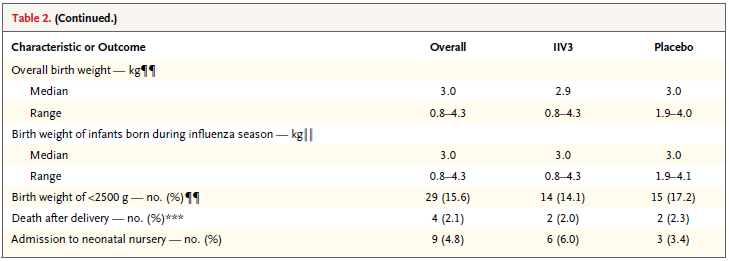 Table 2. (Continued.)
Characteristic or Outcome Overall IIV3 Placebo
Overall birth weight — kg¶¶
Median 3.0 2.9 3.0
Range 0.8–4.3 0.8–4.3 1.9–4.0
Birth weight of infants born during influenza season — kg‖‖
Median 3.0 3.0 3.0
Range 0.8–4.3 0.8–4.3 1.9–4.1
Birth weight of <2500 g — no. (%)¶¶ 29 (15.6) 14 (14.1) 15 (17.2)
Death after delivery — no. (%)*** 4 (2.1) 2 (2.0) 2 (2.3)
Admission to neonatal nursery — no. (%) 9 (4.8) 6 (6.0) 3 (3.4)